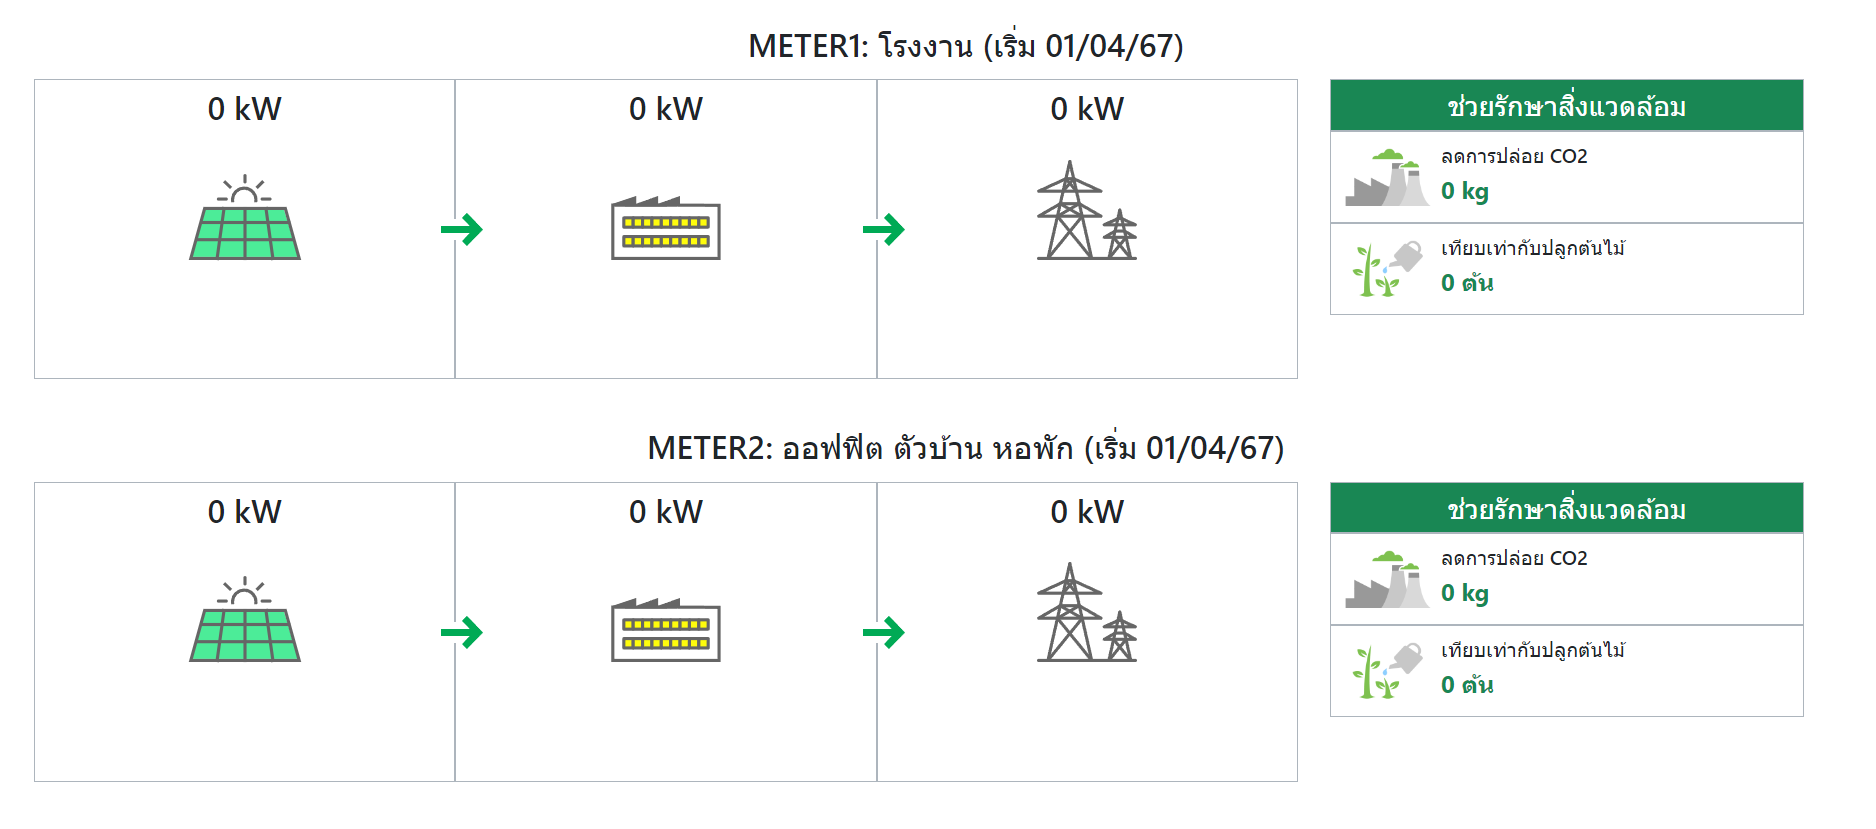 METER1: โรงงาน (เริ่ม 01/04/67)
0 kW
0 kW
0 kW
ช่วยรักษาสิ่งแวดล้อม
ลดการปล่อย CO2
0 kg
เทียบเท่ากับปลูกต้นไม้
0 ต้น
METER2: ออฟฟิต ตัวบ้าน หอพัก (เริ่ม 01/04/67)
0 kW
0 kW
0 kW
ช่วยรักษาสิ่งแวดล้อม
ลดการปล่อย CO2
0 kg
เทียบเท่ากับปลูกต้นไม้
0 ต้น